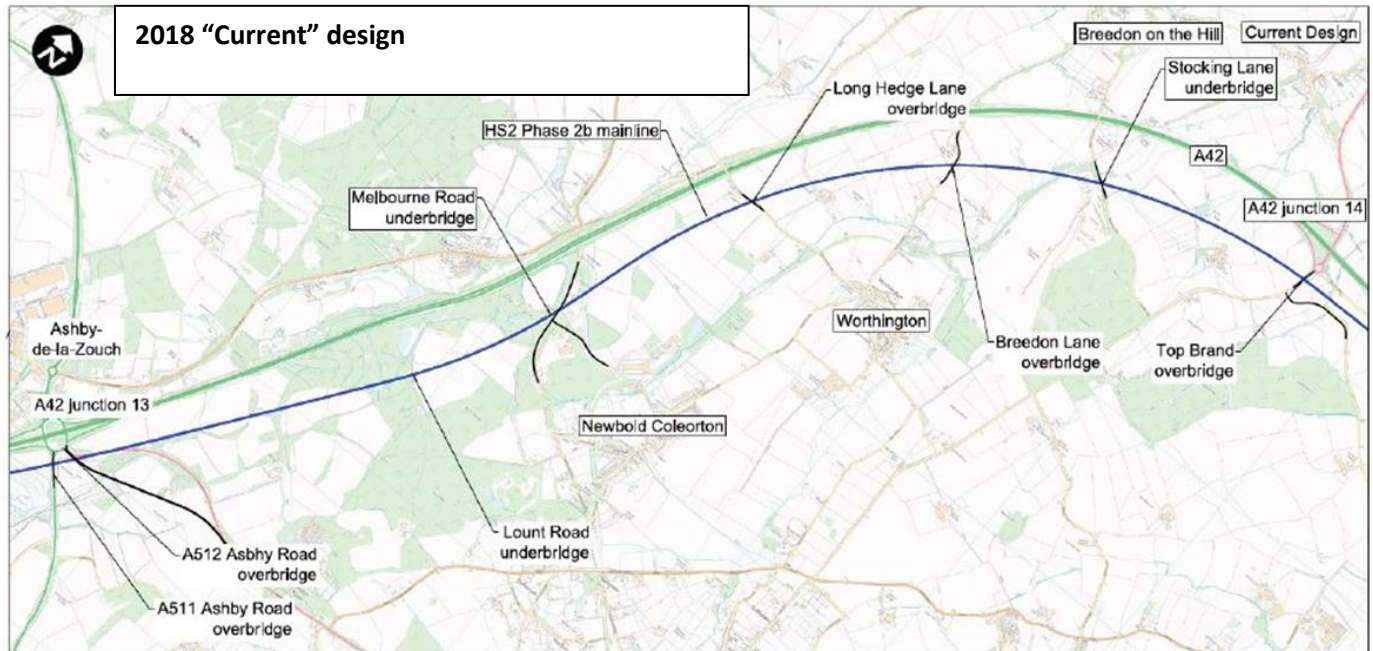 2018 “Current” design
Breedon on the Hill
Current Design
Stocking Lane
underbridge
Long Hedge Lane
overbridge
HS2 Phase 2b mainline
A42
Melbourne Road
underbridge
A42 junction 14
Ashby-
de-la-Zouch
Worthington
Breedon Lane
overbridge
Top Brand
overbridge
A42 junction 13
Newbold Coleorton
Lount Road
underbridge
A512 Asbhy Road
overbridge
A511 Ashby Road
overbridge
N